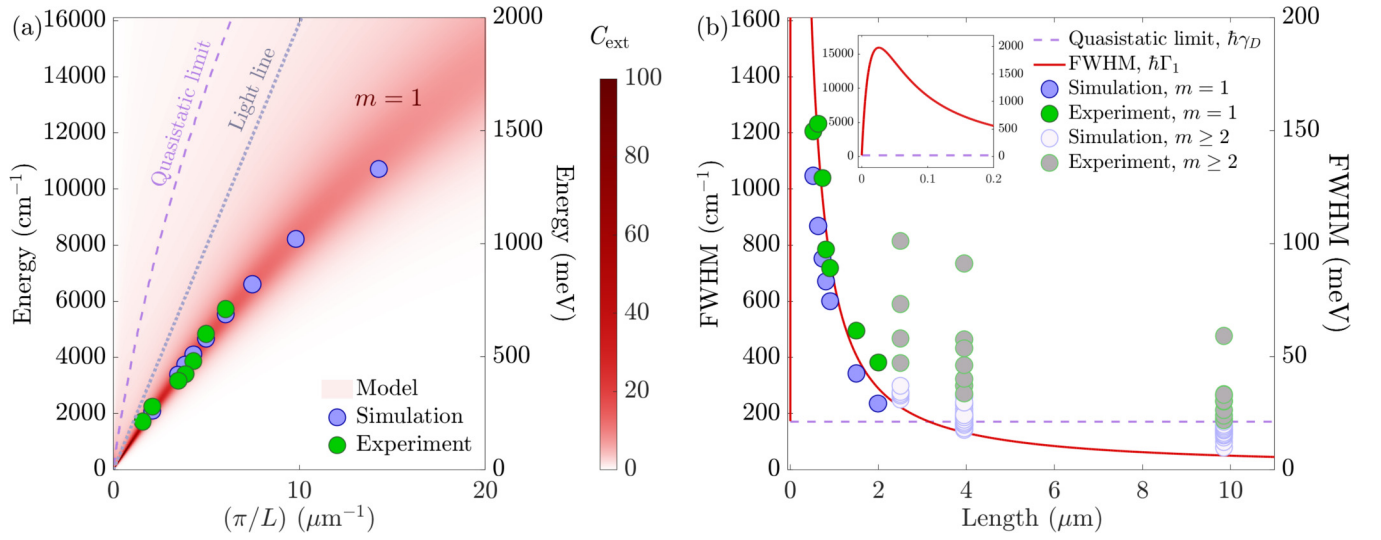 (a)
16000
14000
12000
10000
8000
6000
4000
2000
0
Energy (cm⁻¹)
0
10
20
(π/L) (μm⁻¹)
2000
1500
1000
500
0
Energy (meV)
Quasistatic limit
Light line
m = 1
Model
Simulation
Experiment
C_ext
100
80
60
40
20
0
(b)
1600
1400
1200
1000
800
600
400
200
0
FWHM (cm⁻¹)
0
2
4
6
8
10
Length (μm)
200
150
100
50
0
FWHM (meV)
15000
10000
5000
0
0
0.1
0.2
2000
1500
1000
500
0
Quasistatic limit, ħγ_D
FWHM, ħΓ₁
Simulation, m = 1
Experiment, m = 1
Simulation, m ≥ 2
Experiment, m ≥ 2